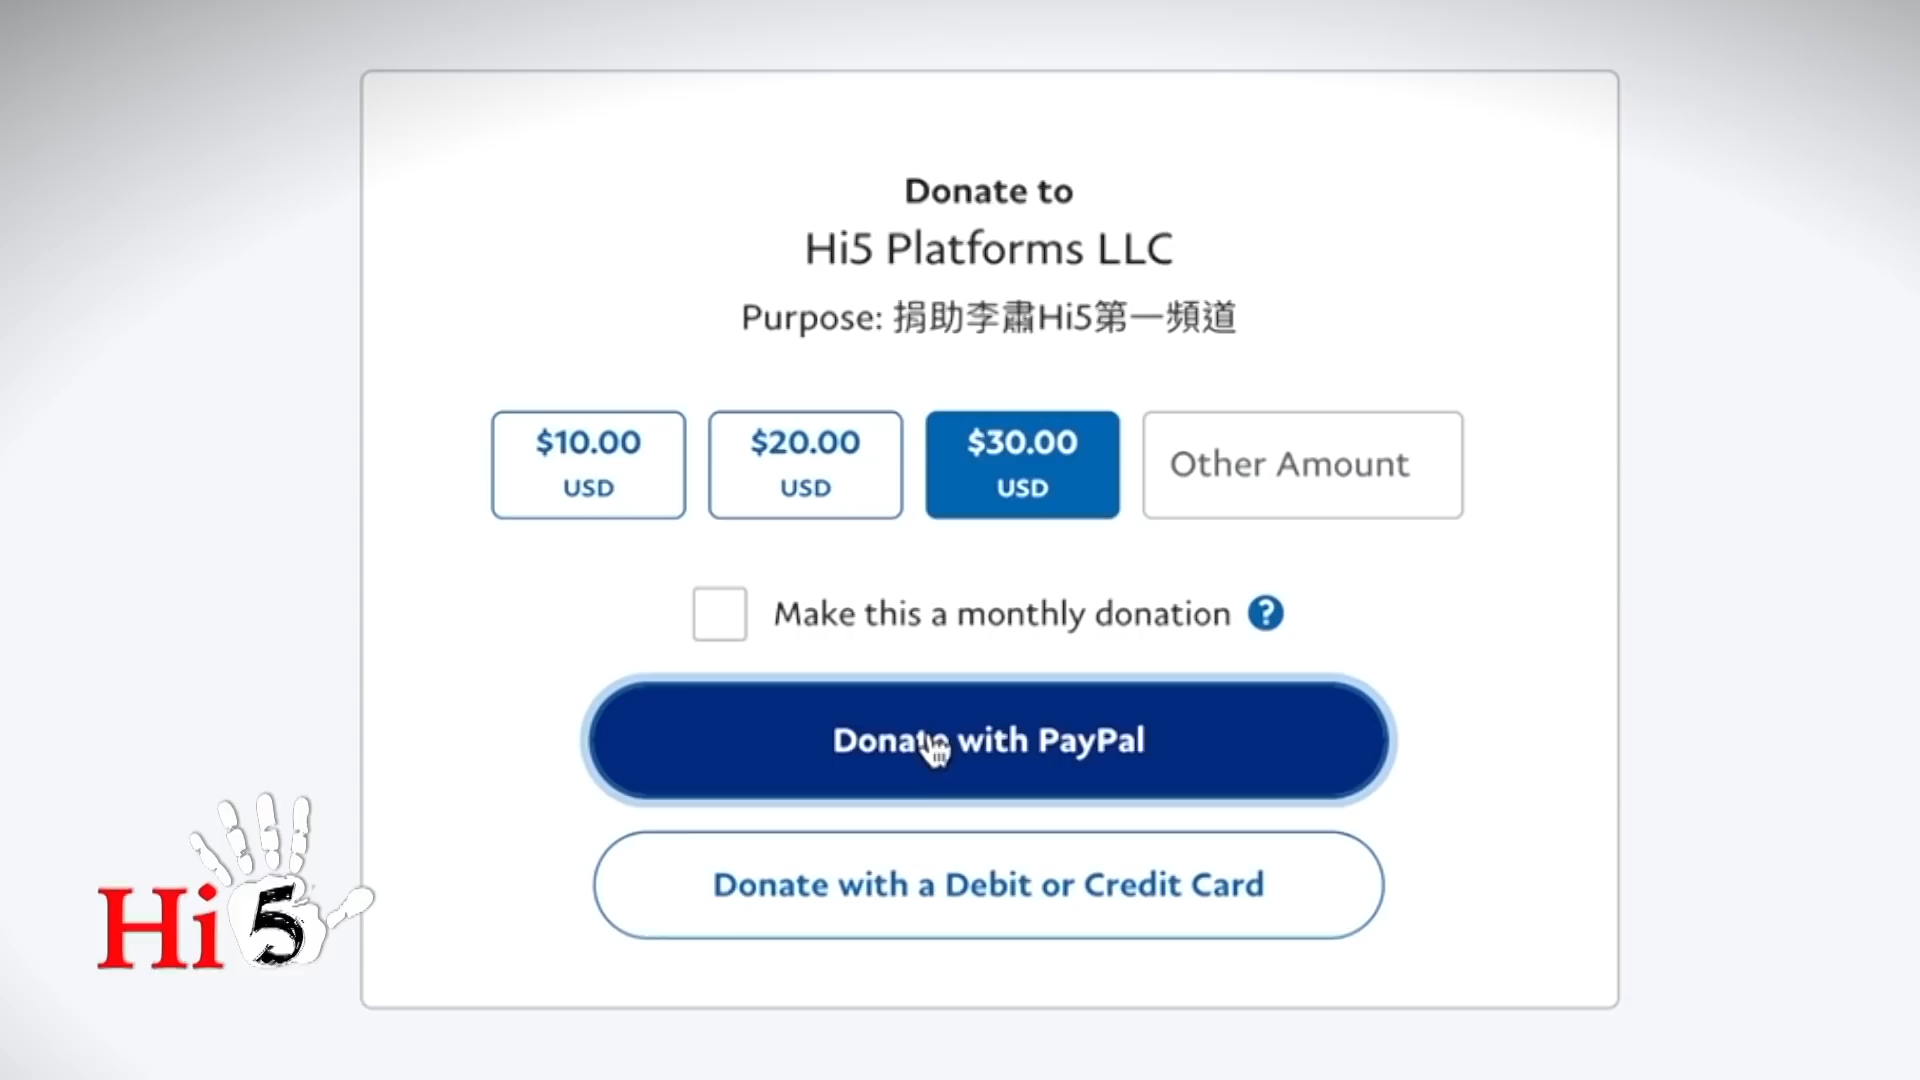 Donate to
Hi5 Platforms LLC
Purpose: 捐助李肅Hi5第一頻道
$10.00
USD
$20.00
USD
$30.00
USD
Other Amount
Make this a monthly donation ?
Donate with PayPal
Donate with a Debit or Credit Card
Hi5